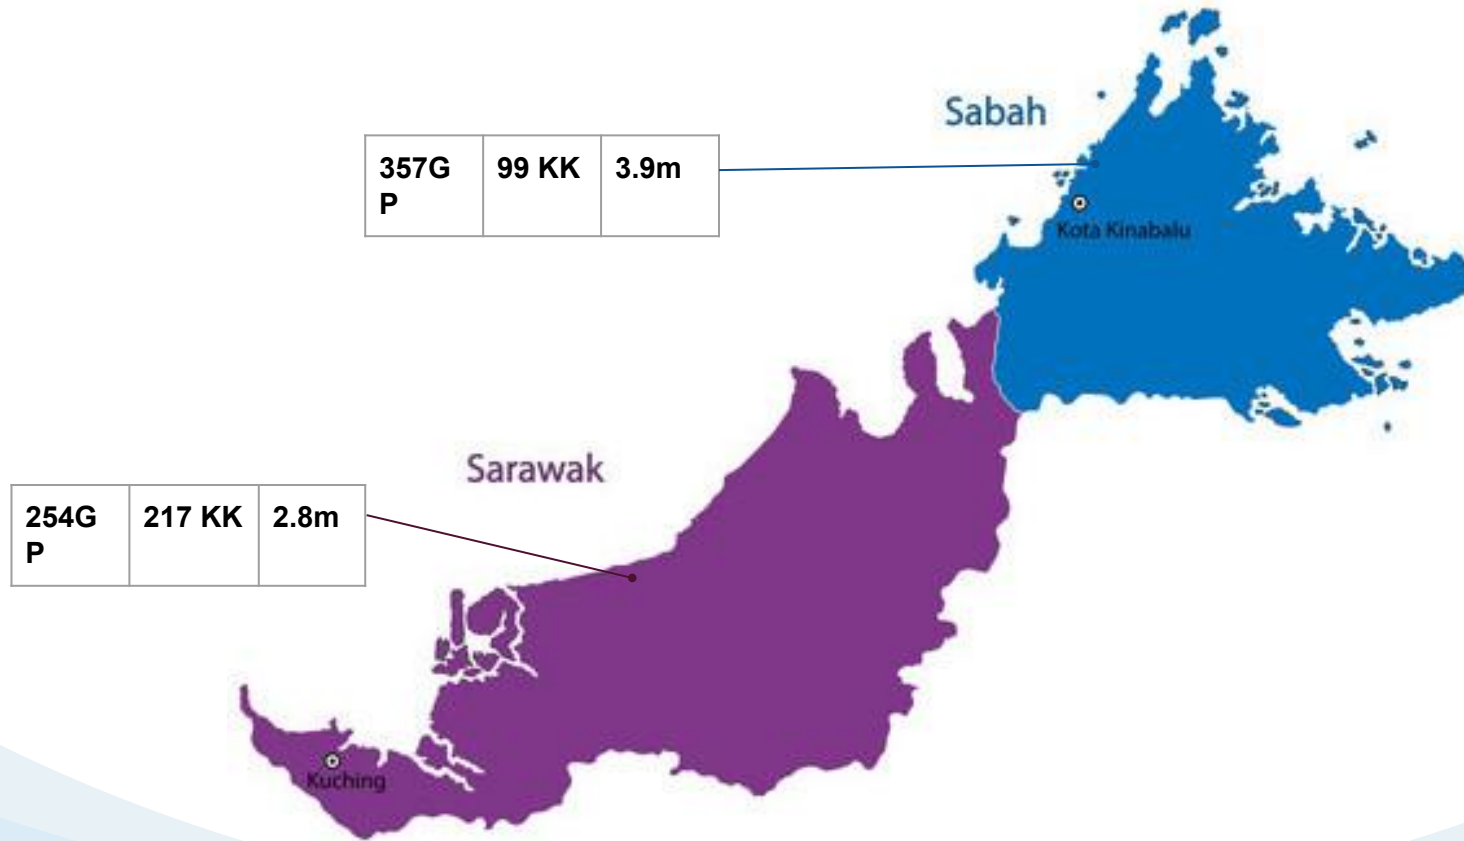 Sabah
357G
P
99 KK
3.9m
Kota Kinabalu
Sarawak
254G
P
217 KK
2.8m
Kuching